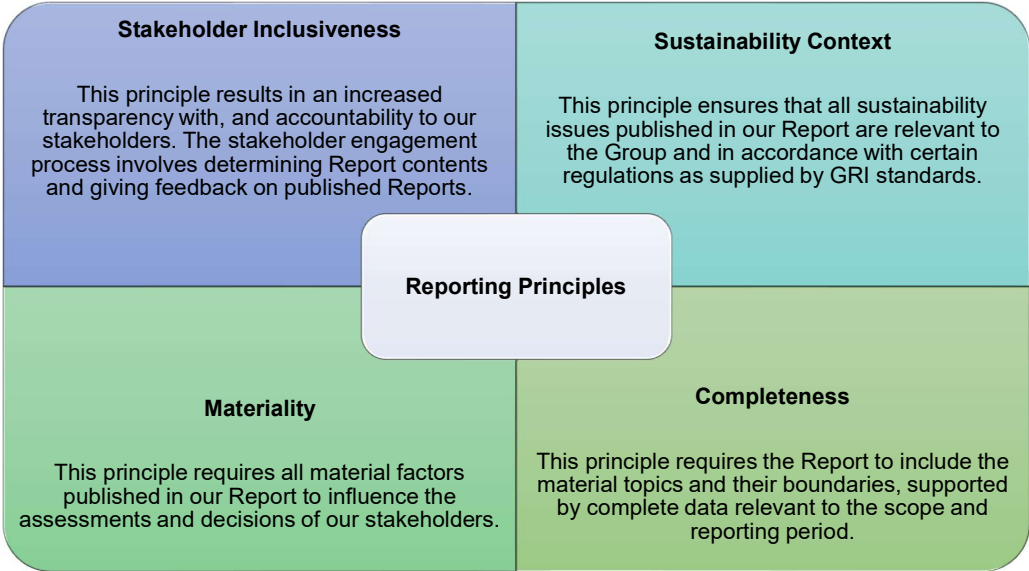 Stakeholder Inclusiveness
This principle results in an increased
transparency with, and accountability to our
stakeholders. The stakeholder engagement
process involves determining Report contents
and giving feedback on published Reports.
Sustainability Context
This principle ensures that all sustainability
issues published in our Report are relevant to
the Group and in accordance with certain
regulations as supplied by GRI standards.
Reporting Principles
Materiality
This principle requires all material factors
published in our Report to influence the
assessments and decisions of our stakeholders.
Completeness
This principle requires the Report to include the
material topics and their boundaries, supported
by complete data relevant to the scope and
reporting period.